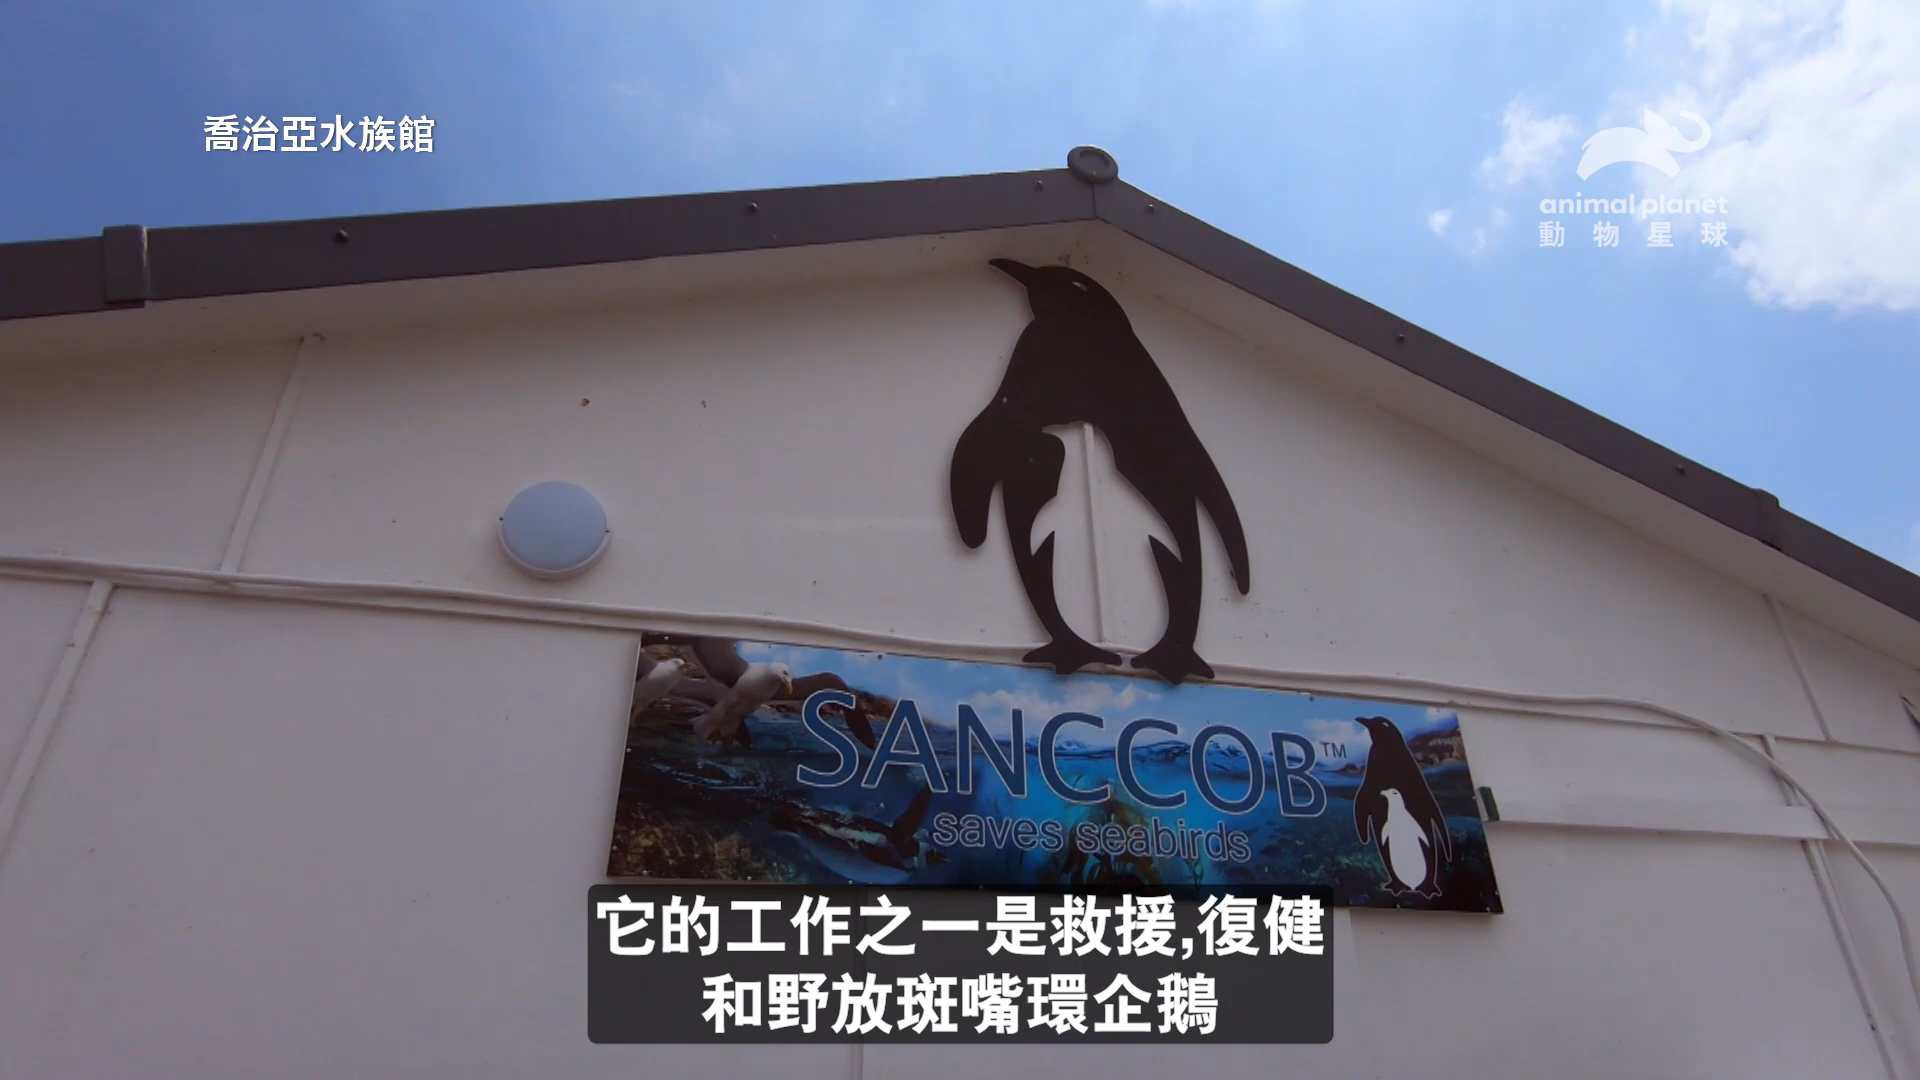 喬治亞水族館
animal planet
動物星球
SANCCOB™
saves seabirds
它的工作之一是救援,復健
和野放斑嘴環企鵝